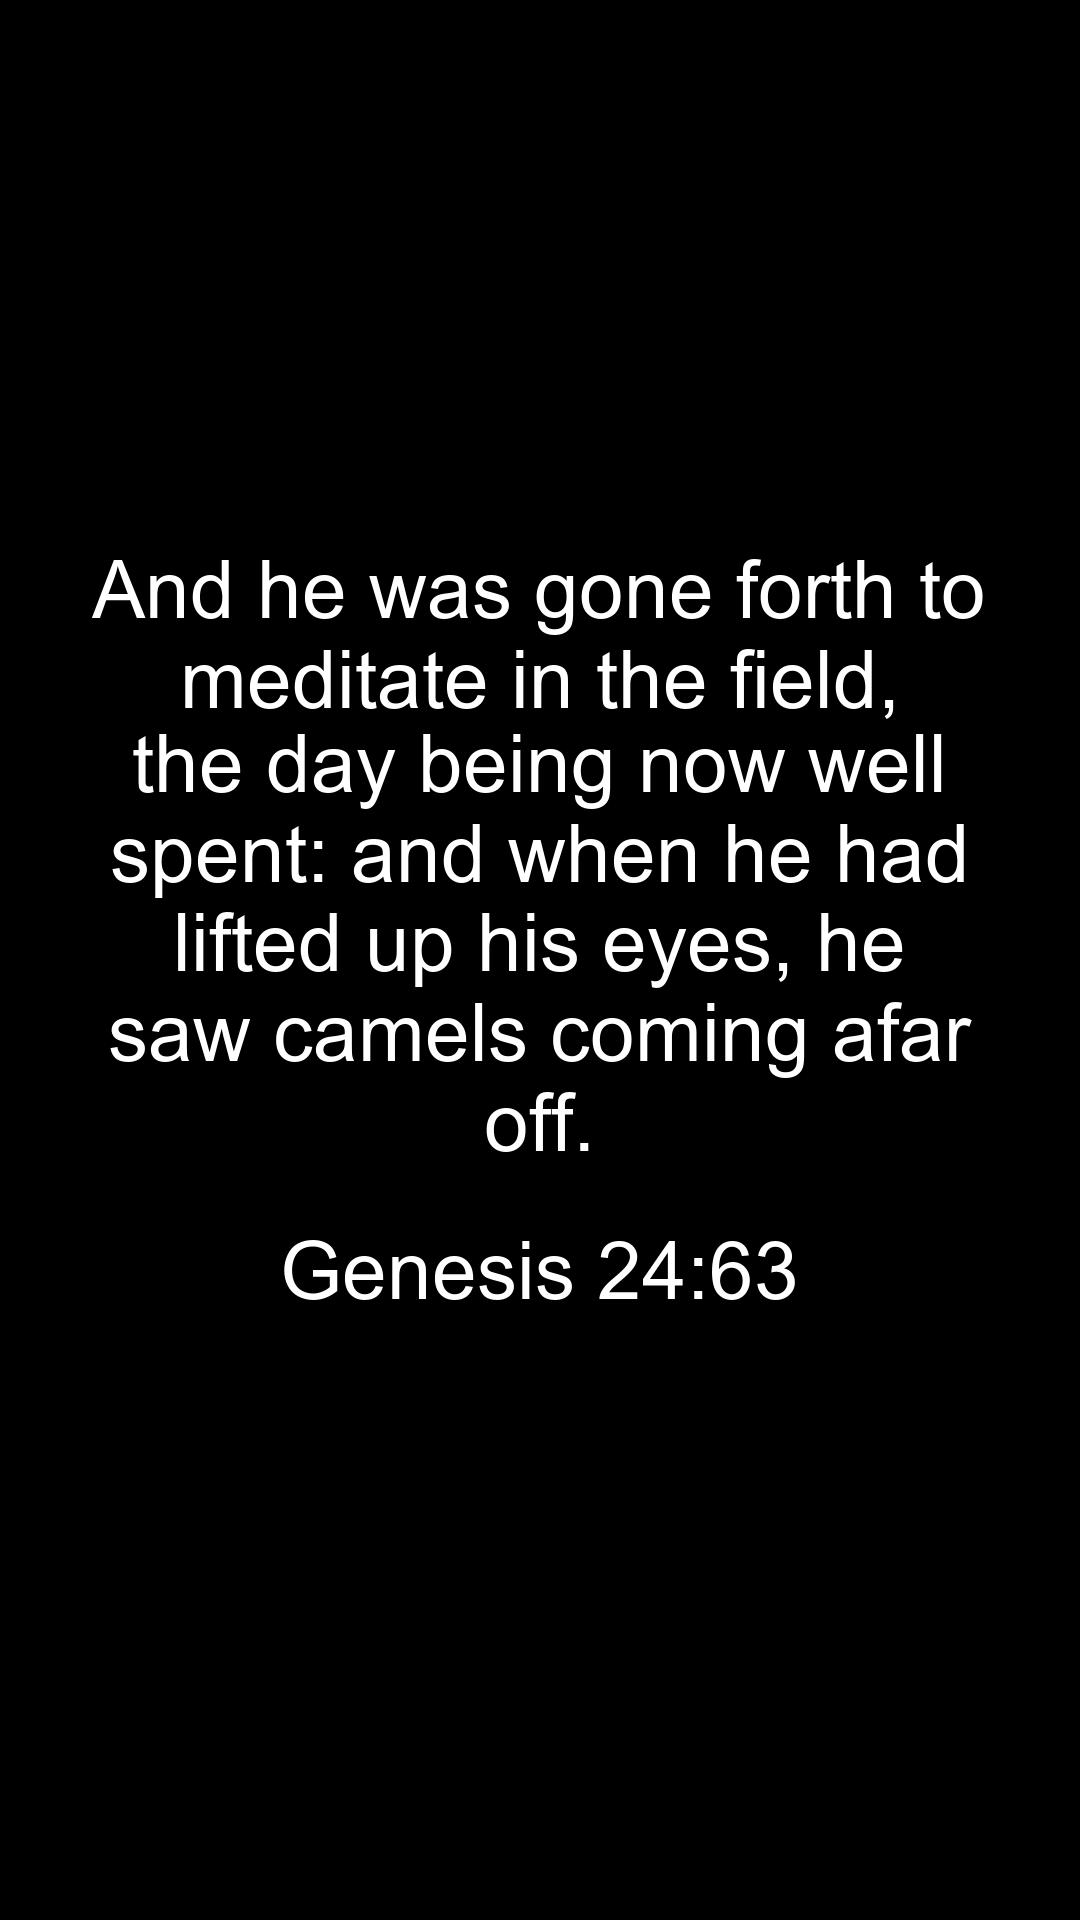 And he was gone forth to
meditate in the field,
the day being now well
spent: and when he had
lifted up his eyes, he
saw camels coming afar
off.
Genesis 24:63